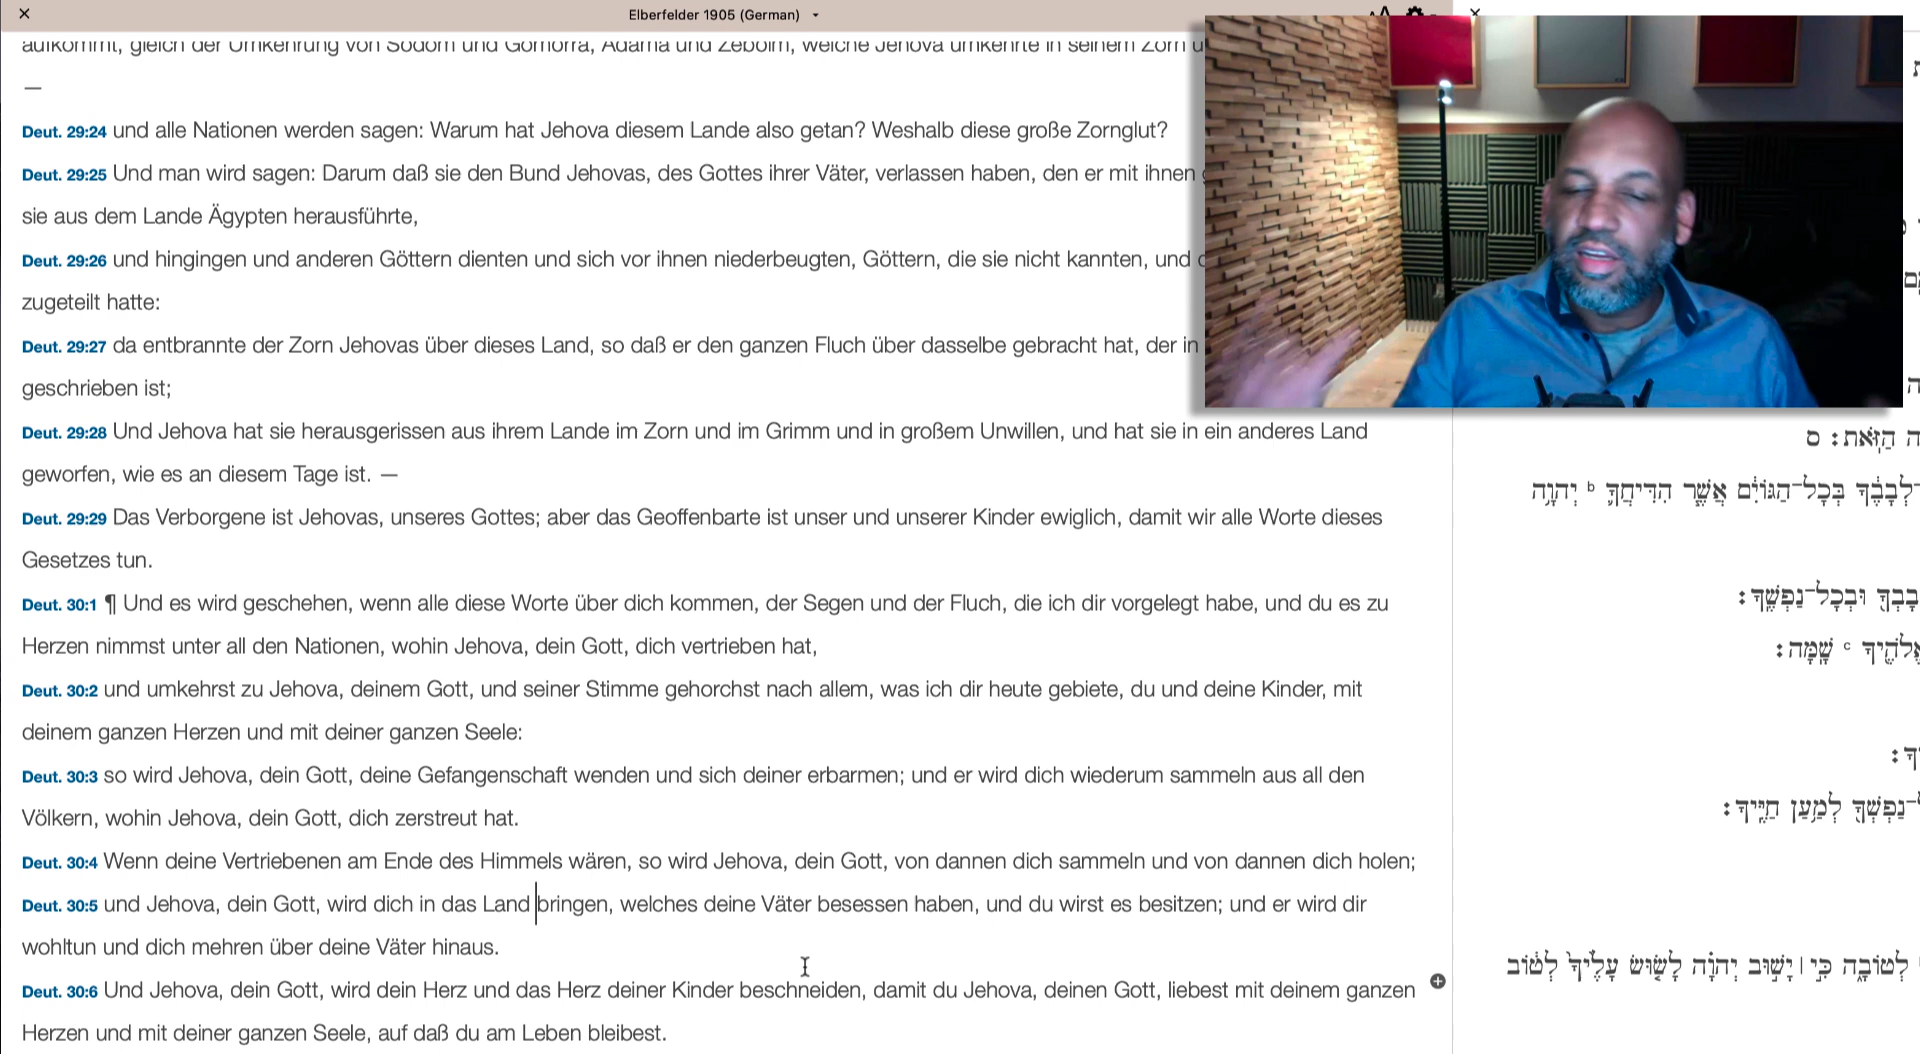 Elberfelder 1905 (German)
aufkommt, gleich der Umkehrung von Sodom und Gomorra, Adama und Zeboim, welche Jehova umkehrte in seinem Zorn u
—
Deut. 29:24 und alle Nationen werden sagen: Warum hat Jehova diesem Lande also getan? Weshalb diese große Zornglut?
Deut. 29:25 Und man wird sagen: Darum daß sie den Bund Jehovas, des Gottes ihrer Väter, verlassen haben, den er mit ihnen
sie aus dem Lande Ägypten herausführte,
Deut. 29:26 und hingingen und anderen Göttern dienten und sich vor ihnen niederbeugten, Göttern, die sie nicht kannten, und
zugeteilt hatte:
Deut. 29:27 da entbrannte der Zorn Jehovas über dieses Land, so daß er den ganzen Fluch über dasselbe gebracht hat, der in
geschrieben ist;
Deut. 29:28 Und Jehova hat sie herausgerissen aus ihrem Lande im Zorn und im Grimm und in großem Unwillen, und hat sie in ein anderes Land
geworfen, wie es an diesem Tage ist. —
Deut. 29:29 Das Verborgene ist Jehovas, unseres Gottes; aber das Geoffenbarte ist unser und unserer Kinder ewiglich, damit wir alle Worte dieses
Gesetzes tun.
Deut. 30:1 ¶ Und es wird geschehen, wenn alle diese Worte über dich kommen, der Segen und der Fluch, die ich dir vorgelegt habe, und du es zu
Herzen nimmst unter all den Nationen, wohin Jehova, dein Gott, dich vertrieben hat,
Deut. 30:2 und umkehrst zu Jehova, deinem Gott, und seiner Stimme gehorchst nach allem, was ich dir heute gebiete, du und deine Kinder, mit
deinem ganzen Herzen und mit deiner ganzen Seele:
Deut. 30:3 so wird Jehova, dein Gott, deine Gefangenschaft wenden und sich deiner erbarmen; und er wird dich wiederum sammeln aus all den
Völkern, wohin Jehova, dein Gott, dich zerstreut hat.
Deut. 30:4 Wenn deine Vertriebenen am Ende des Himmels wären, so wird Jehova, dein Gott, von dannen dich sammeln und von dannen dich holen;
Deut. 30:5 und Jehova, dein Gott, wird dich in das Land bringen, welches deine Väter besessen haben, und du wirst es besitzen; und er wird dir
wohltun und dich mehren über deine Väter hinaus.
Deut. 30:6 Und Jehova, dein Gott, wird dein Herz und das Herz deiner Kinder beschneiden, damit du Jehova, deinen Gott, liebest mit deinem ganzen
Herzen und mit deiner ganzen Seele, auf daß du am Leben bleibest.
הַזֹּאת׃ ס
לְבָבֶךָ בְּכָל־הַגּוֹיִם אֲשֶׁר הִדִּיחֲךָ b יְהוָה
וּבְכָל־נַפְשֶׁךָ׃
c שָׁמָּה׃
נַפְשְׁךָ לְמַעַן חַיֶּיךָ׃
לְטוֹבָה כִּי׀ יָשׁוּב יְהוָה לָשׂוּשׂ עָלֶיךָ לְטוֹב